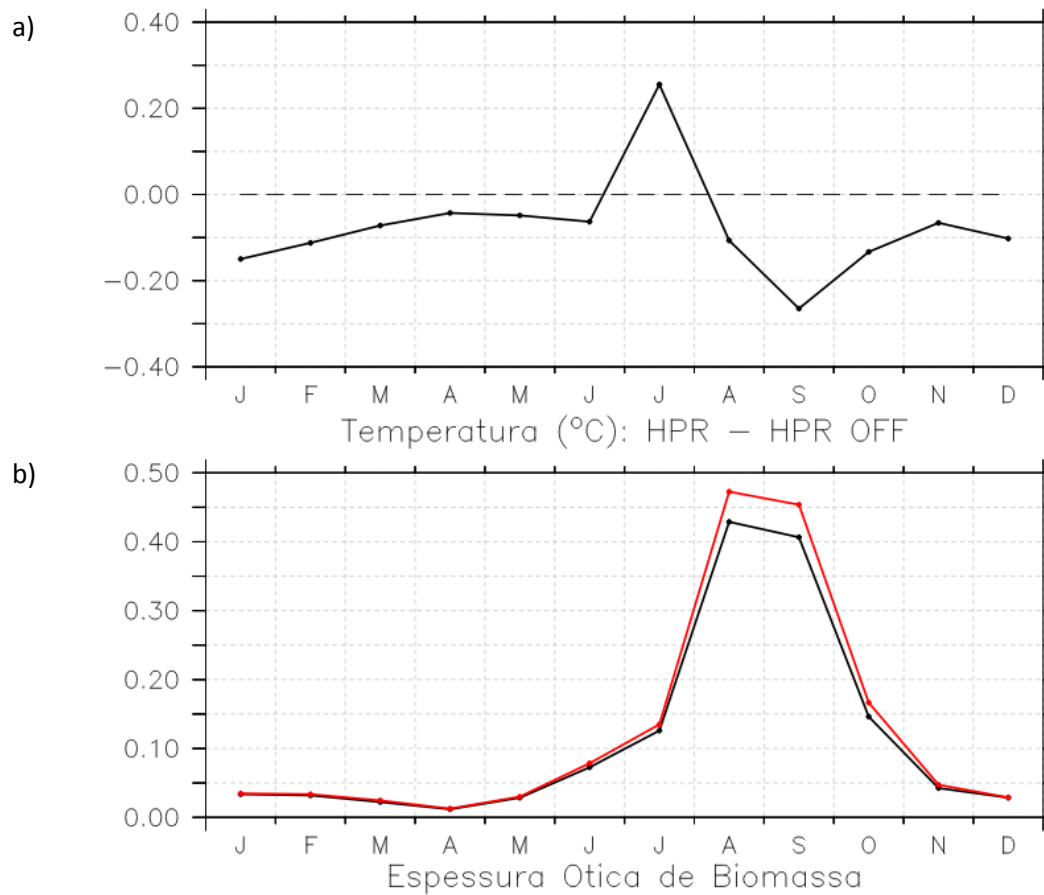 a)
0.40
0.20
0.00
−0.20
−0.40
J F M A M J J A S O N D
Temperatura (°C): HPR − HPR OFF
b)
0.50
0.40
0.30
0.20
0.10
0.00
J F M A M J J A S O N D
Espessura Otica de Biomassa